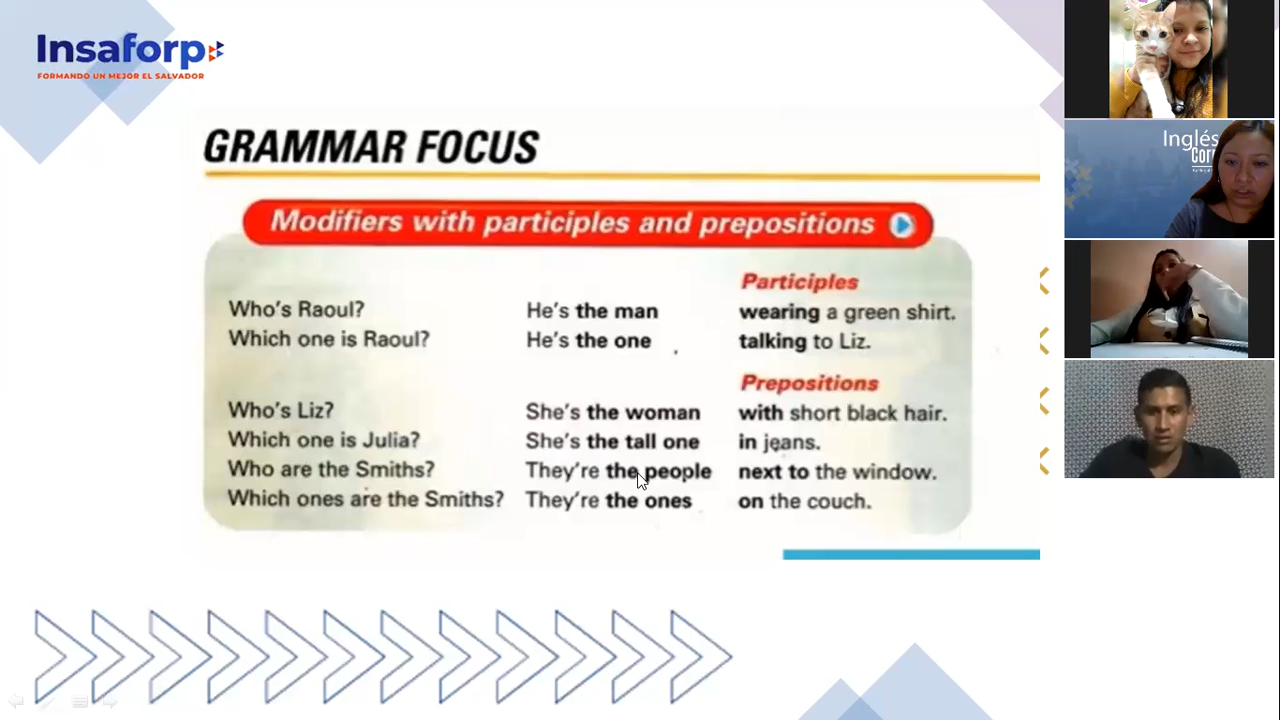 Insaforp
FORMANDO UN MEJOR EL SALVADOR
GRAMMAR FOCUS
Modifiers with participles and prepositions
Participles
Who's Raoul? He's the man wearing a green shirt.
Which one is Raoul? He's the one talking to Liz.
Prepositions
Who's Liz? She's the woman with short black hair.
Which one is Julia? She's the tall one in jeans.
Who are the Smiths? They're the people next to the window.
Which ones are the Smiths? They're the ones on the couch.
Inglés